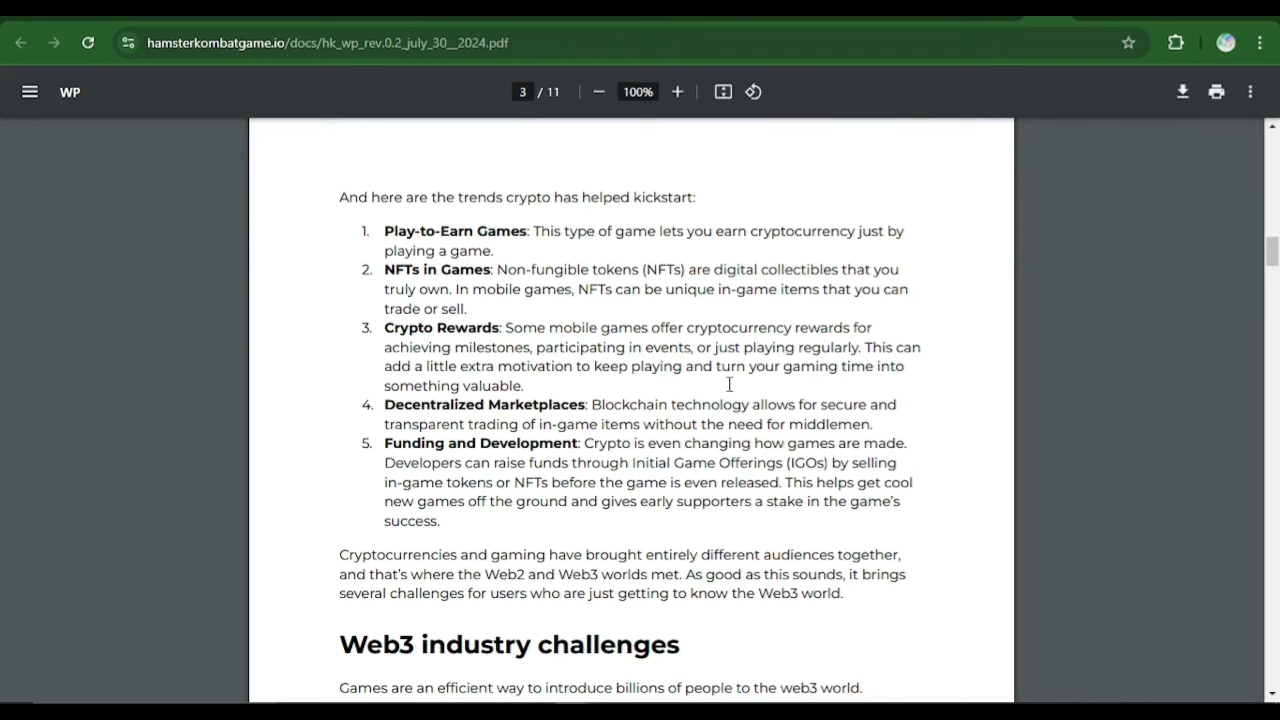 hamsterkombatgame.io/docs/hk_wp_rev.0.2_july_30__2024.pdf
WP
3 / 11
100%
And here are the trends crypto has helped kickstart:
1. Play-to-Earn Games: This type of game lets you earn cryptocurrency just by
playing a game.
2. NFTs in Games: Non-fungible tokens (NFTs) are digital collectibles that you
truly own. In mobile games, NFTs can be unique in-game items that you can
trade or sell.
3. Crypto Rewards: Some mobile games offer cryptocurrency rewards for
achieving milestones, participating in events, or just playing regularly. This can
add a little extra motivation to keep playing and turn your gaming time into
something valuable.
4. Decentralized Marketplaces: Blockchain technology allows for secure and
transparent trading of in-game items without the need for middlemen.
5. Funding and Development: Crypto is even changing how games are made.
Developers can raise funds through Initial Game Offerings (IGOs) by selling
in-game tokens or NFTs before the game is even released. This helps get cool
new games off the ground and gives early supporters a stake in the game's
success.
Cryptocurrencies and gaming have brought entirely different audiences together,
and that's where the Web2 and Web3 worlds met. As good as this sounds, it brings
several challenges for users who are just getting to know the Web3 world.
Web3 industry challenges
Games are an efficient way to introduce billions of people to the web3 world.